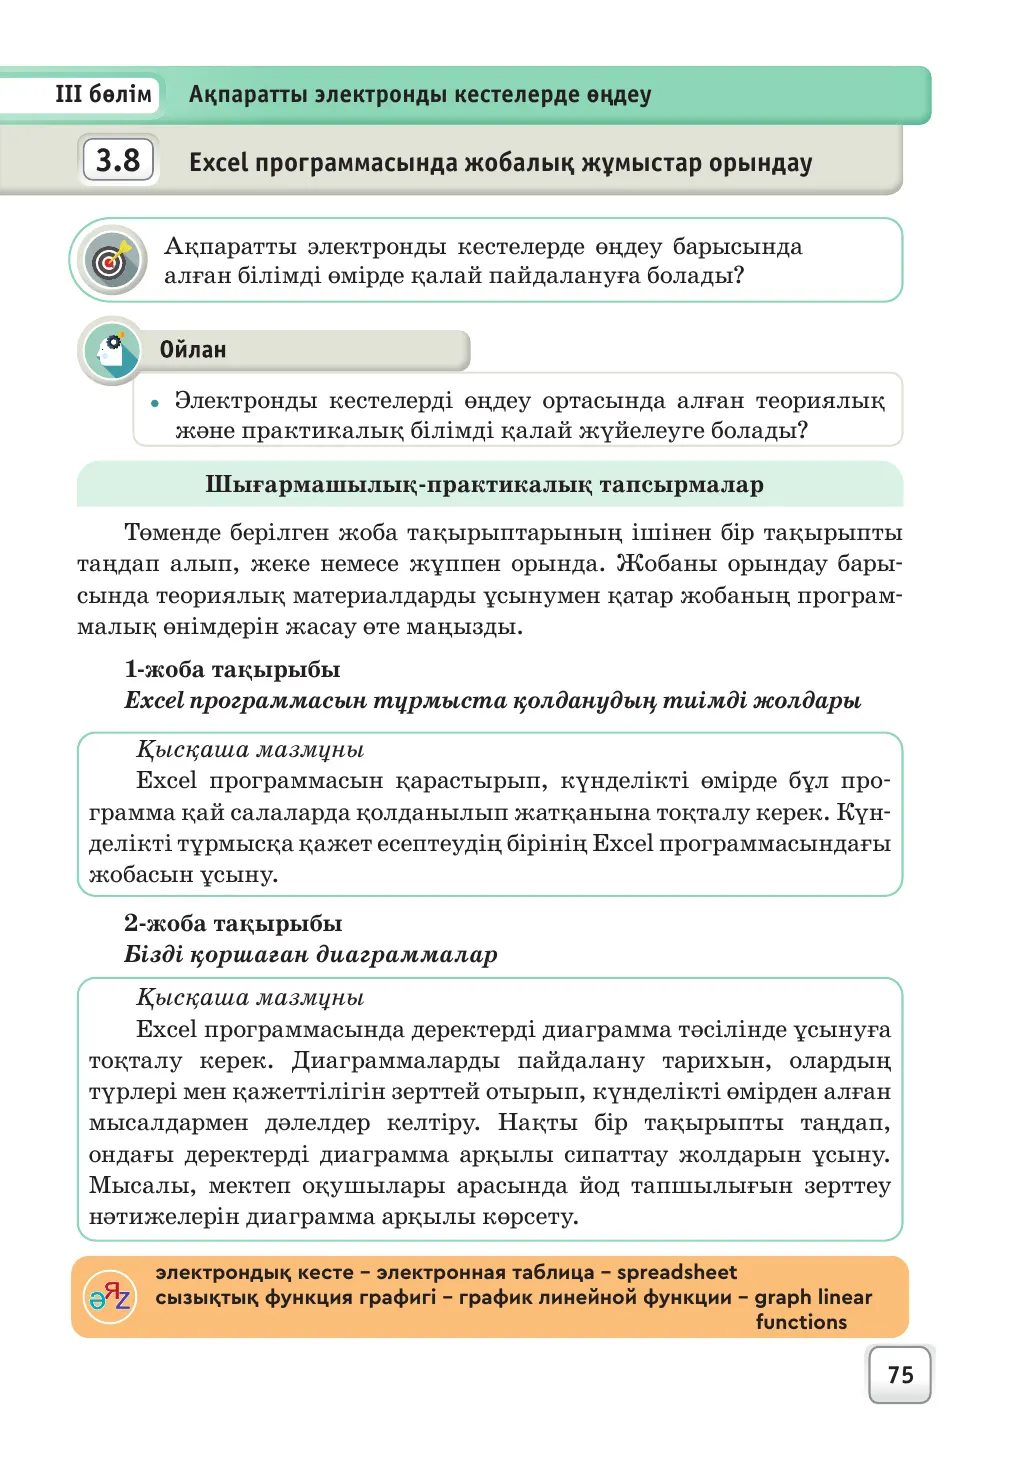 III бөлім
Ақпаратты электронды кестелерде өңдеу
3.8
Excel программасында жобалық жұмыстар орындау
Ақпаратты электронды кестелерде өңдеу барысында
алған білімді өмірде қалай пайдалануға болады?
Ойлан
• Электронды кестелерді өңдеу ортасында алған теориялық
және практикалық білімді қалай жүйелеуге болады?
Шығармашылық-практикалық тапсырмалар
Төменде берілген жоба тақырыптарының ішінен бір тақырыпты
таңдап алып, жеке немесе жұппен орында. Жобаны орындау бары-
сында теориялық материалдарды ұсынумен қатар жобаның програм-
малық өнімдерін жасау өте маңызды.
1-жоба тақырыбы
Excel программасын тұрмыста қолданудың тиімді жолдары
Қысқаша мазмұны
Excel программасын қарастырып, күнделікті өмірде бұл про-
грамма қай салаларда қолданылып жатқанына тоқталу керек. Күн-
делікті тұрмысқа қажет есептеудің бірінің Excel программасындағы
жобасын ұсыну.
2-жоба тақырыбы
Бізді қоршаған диаграммалар
Қысқаша мазмұны
Excel программасында деректерді диаграмма тәсілінде ұсынуға
тоқталу керек. Диаграммаларды пайдалану тарихын, олардың
түрлері мен қажеттілігін зерттей отырып, күнделікті өмірден алған
мысалдармен дәлелдер келтіру. Нақты бір тақырыпты таңдап,
ондағы деректерді диаграмма арқылы сипаттау жолдарын ұсыну.
Мысалы, мектеп оқушылары арасында йод тапшылығын зерттеу
нәтижелерін диаграмма арқылы көрсету.
әЯz
электрондық кесте – электронная таблица – spreadsheet
сызықтық функция графигі – график линейной функции – graph linear
functions
75